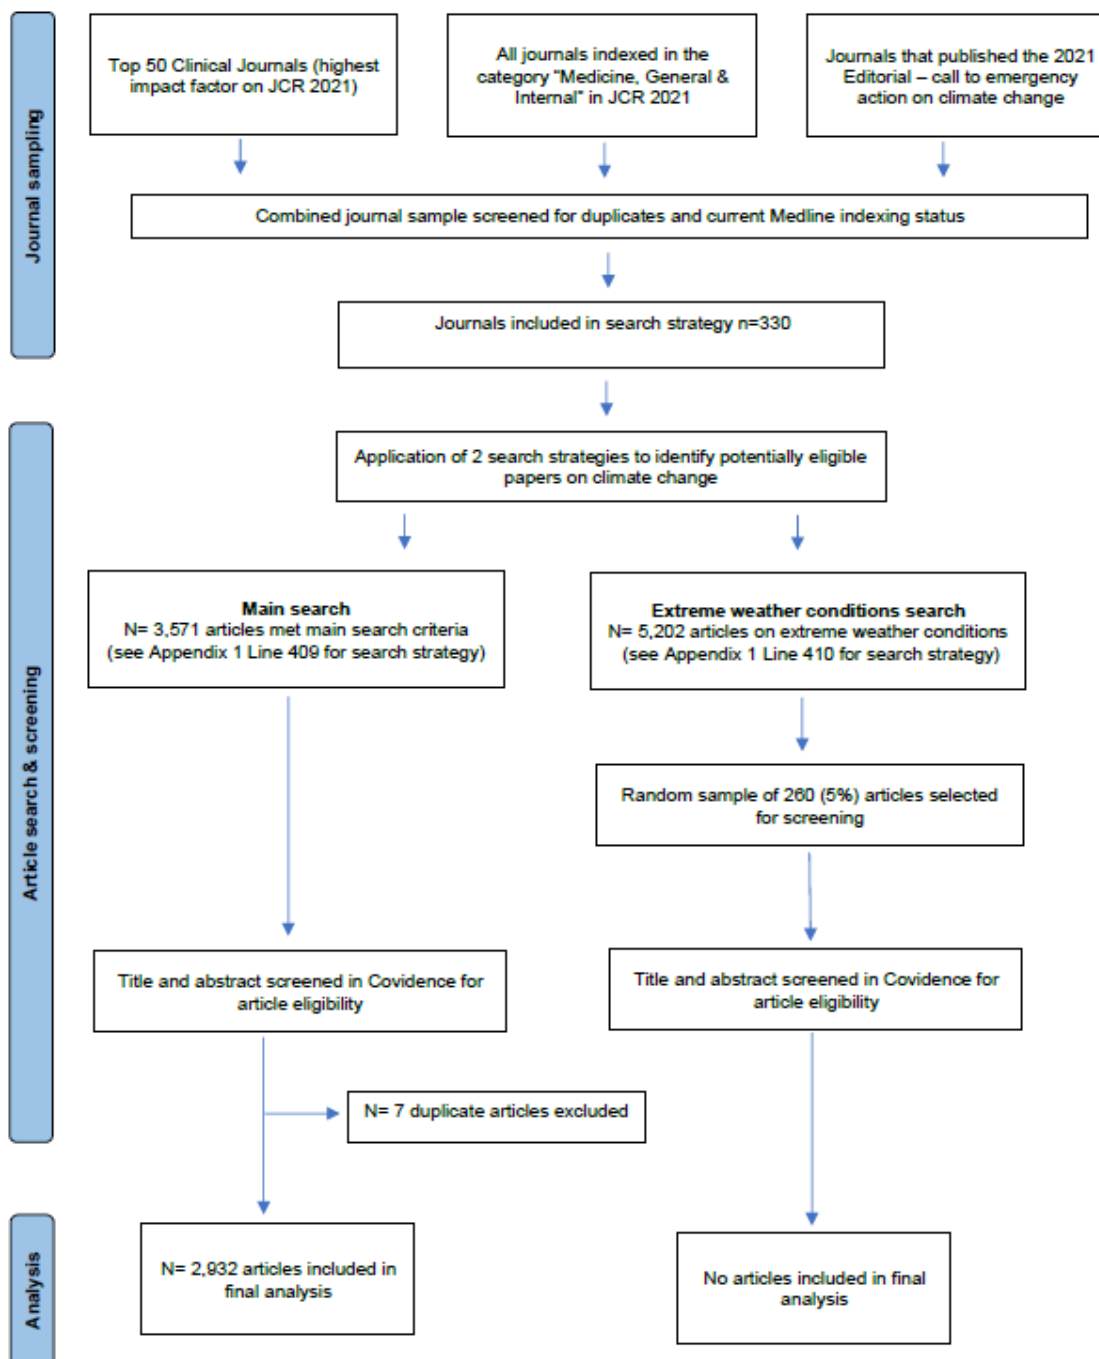 Journal sampling
Top 50 Clinical Journals (highest
impact factor on JCR 2021)
All journals indexed in the
category "Medicine, General &
Internal" in JCR 2021
Journals that published the 2021
Editorial – call to emergency
action on climate change
Combined journal sample screened for duplicates and current Medline indexing status
Journals included in search strategy n=330
Article search & screening
Application of 2 search strategies to identify potentially eligible
papers on climate change
Main search
N= 3,571 articles met main search criteria
(see Appendix 1 Line 409 for search strategy)
Extreme weather conditions search
N= 5,202 articles on extreme weather conditions
(see Appendix 1 Line 410 for search strategy)
Random sample of 260 (5%) articles selected
for screening
Title and abstract screened in Covidence for
article eligibility
Title and abstract screened in Covidence for
article eligibility
N= 7 duplicate articles excluded
Analysis
N= 2,932 articles included in
final analysis
No articles included in final
analysis